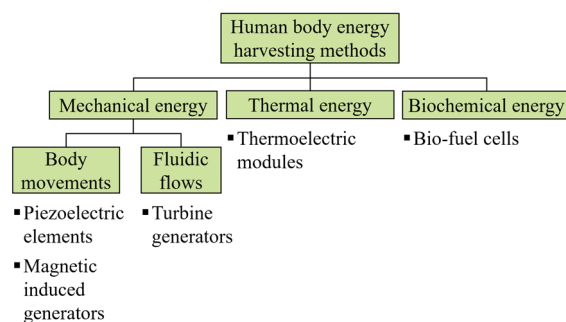 Human body energy
harvesting methods
Mechanical energy
Thermal energy
Biochemical energy
▪Thermoelectric
modules
▪Bio-fuel cells
Body
movements
Fluidic
flows
▪Piezoelectric
elements
▪Magnetic
induced
generators
▪Turbine
generators